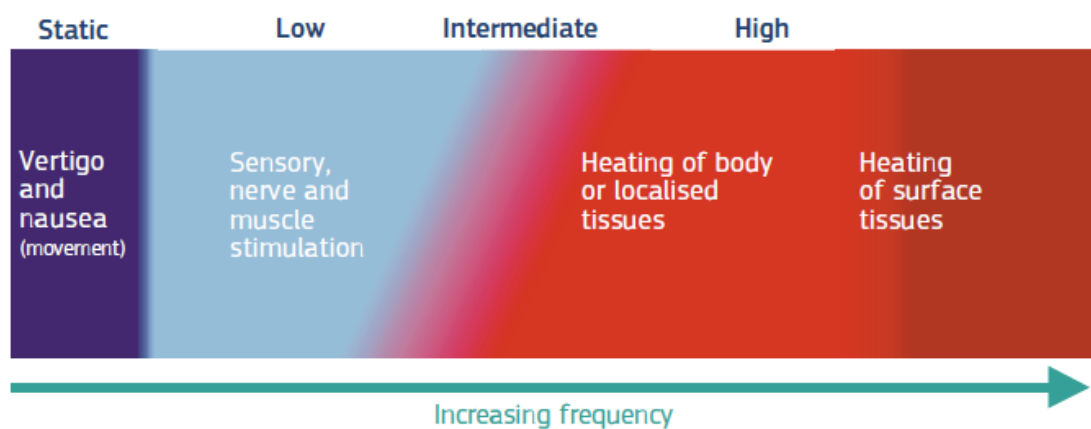 Static Low Intermediate High
Vertigo
and
nausea
(movement)
Sensory,
nerve and
muscle
stimulation
Heating of body
or localised
tissues
Heating
of surface
tissues
Increasing frequency